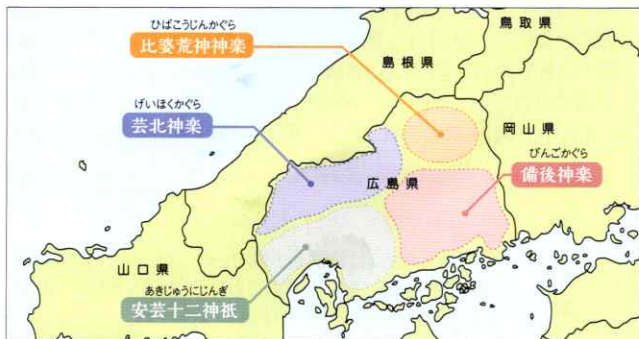 ひばこうじんかぐら
比婆荒神神楽
鳥取県
島根県
げいほくかぐら
芸北神楽
岡山県
びんごかぐら
備後神楽
広島県
山口県
あきじゅうにじんぎ
安芸十二神祇